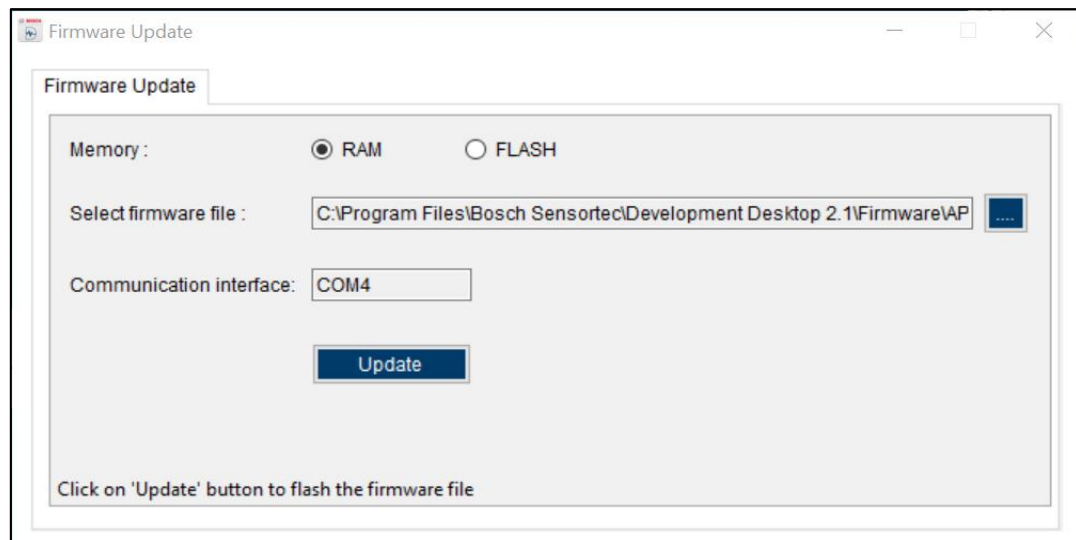 BOSCH
Firmware Update
Firmware Update
Memory :
RAM
FLASH
Select firmware file :
C:\Program Files\Bosch Sensortec\Development Desktop 2.1\Firmware\AP
....
Communication interface:
COM4
Update
Click on 'Update' button to flash the firmware file